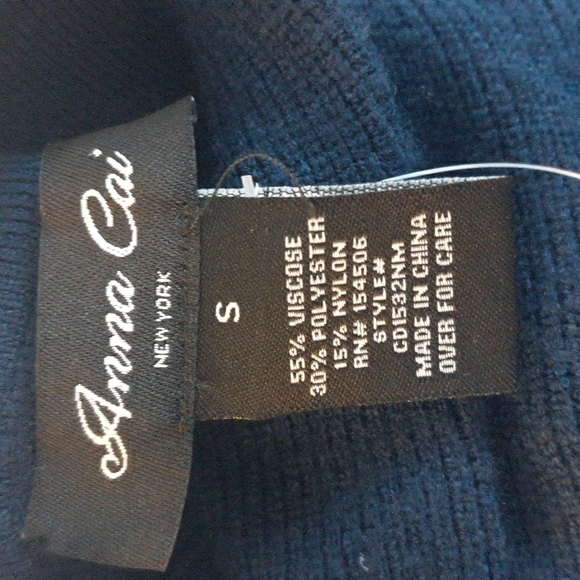 Anna Cai
NEW YORK
S
55% VISCOSE
30% POLYESTER
15% NYLON
RN# 154506
STYLE#
CD1532NM
MADE IN CHINA
OVER FOR CARE